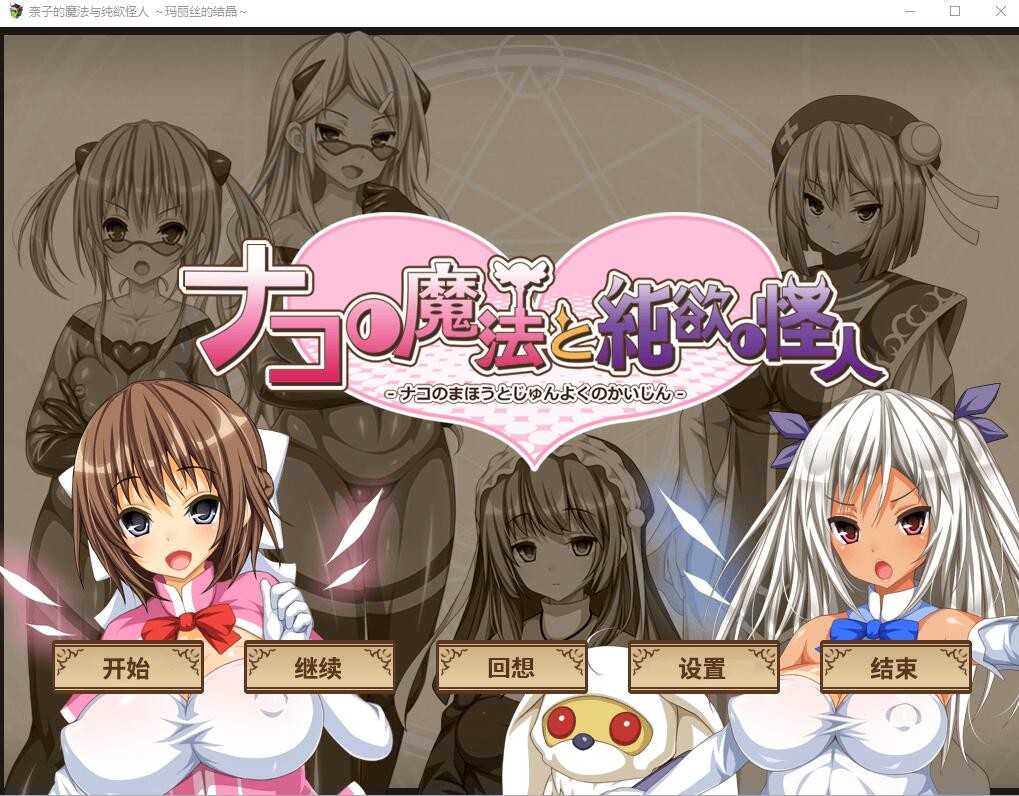 奈子的魔法与纯欲怪人 ~玛丽丝的结晶~
ナコの魔法と純欲の怪人
-ナコのまほうとじゅんよくのかいじん-
开始
继续
回想
设置
结束